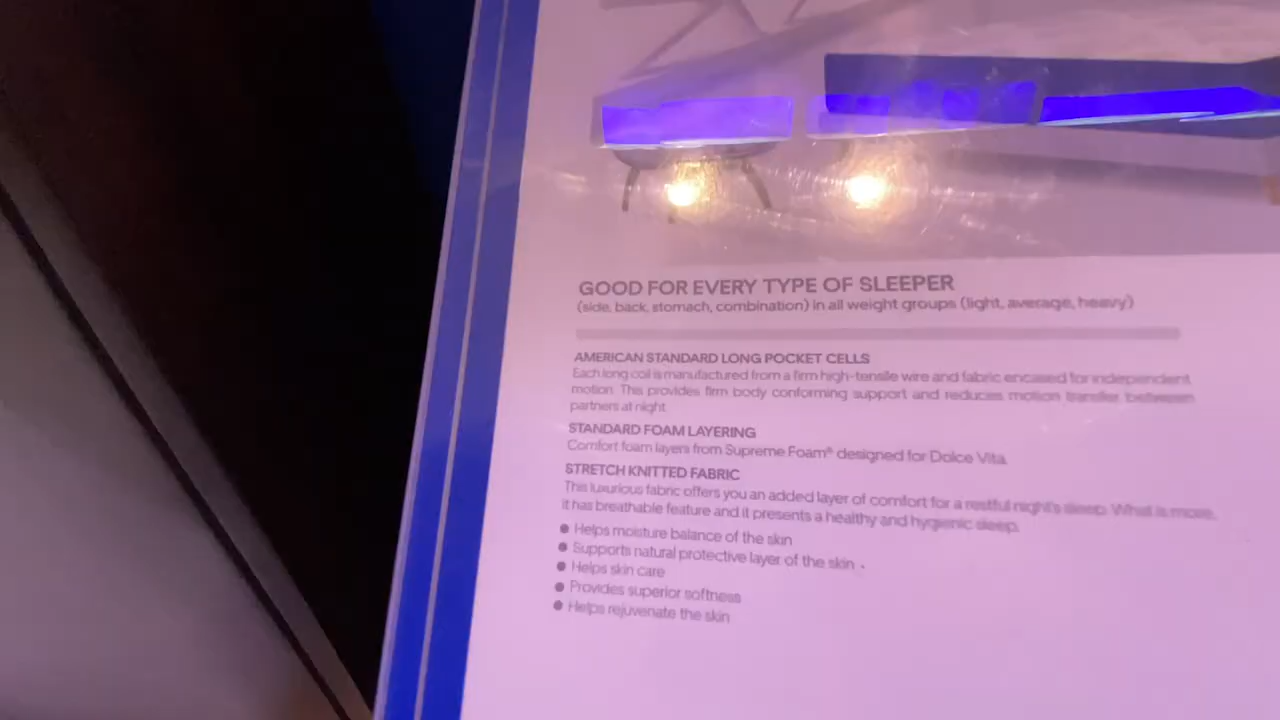 GOOD FOR EVERY TYPE OF SLEEPER
(side, back, stomach, combination) in all weight groups (light, average, heavy)
AMERICAN STANDARD LONG POCKET CELLS
Each long coil is manufactured from a firm high-tensile wire and fabric encased for independent
motion. This provides firm body conforming support and reduces motion transfer between
partners at night.
STANDARD FOAM LAYERING
Comfort foam layers from Supreme Foam® designed for Dolce Vita.
STRETCH KNITTED FABRIC
This luxurious fabric offers you an added layer of comfort for a restful night's sleep. What is more,
it has breathable feature and it presents a healthy and hygienic sleep.
● Helps moisture balance of the skin
● Supports natural protective layer of the skin
● Helps skin care
● Provides superior softness
● Helps rejuvenate the skin